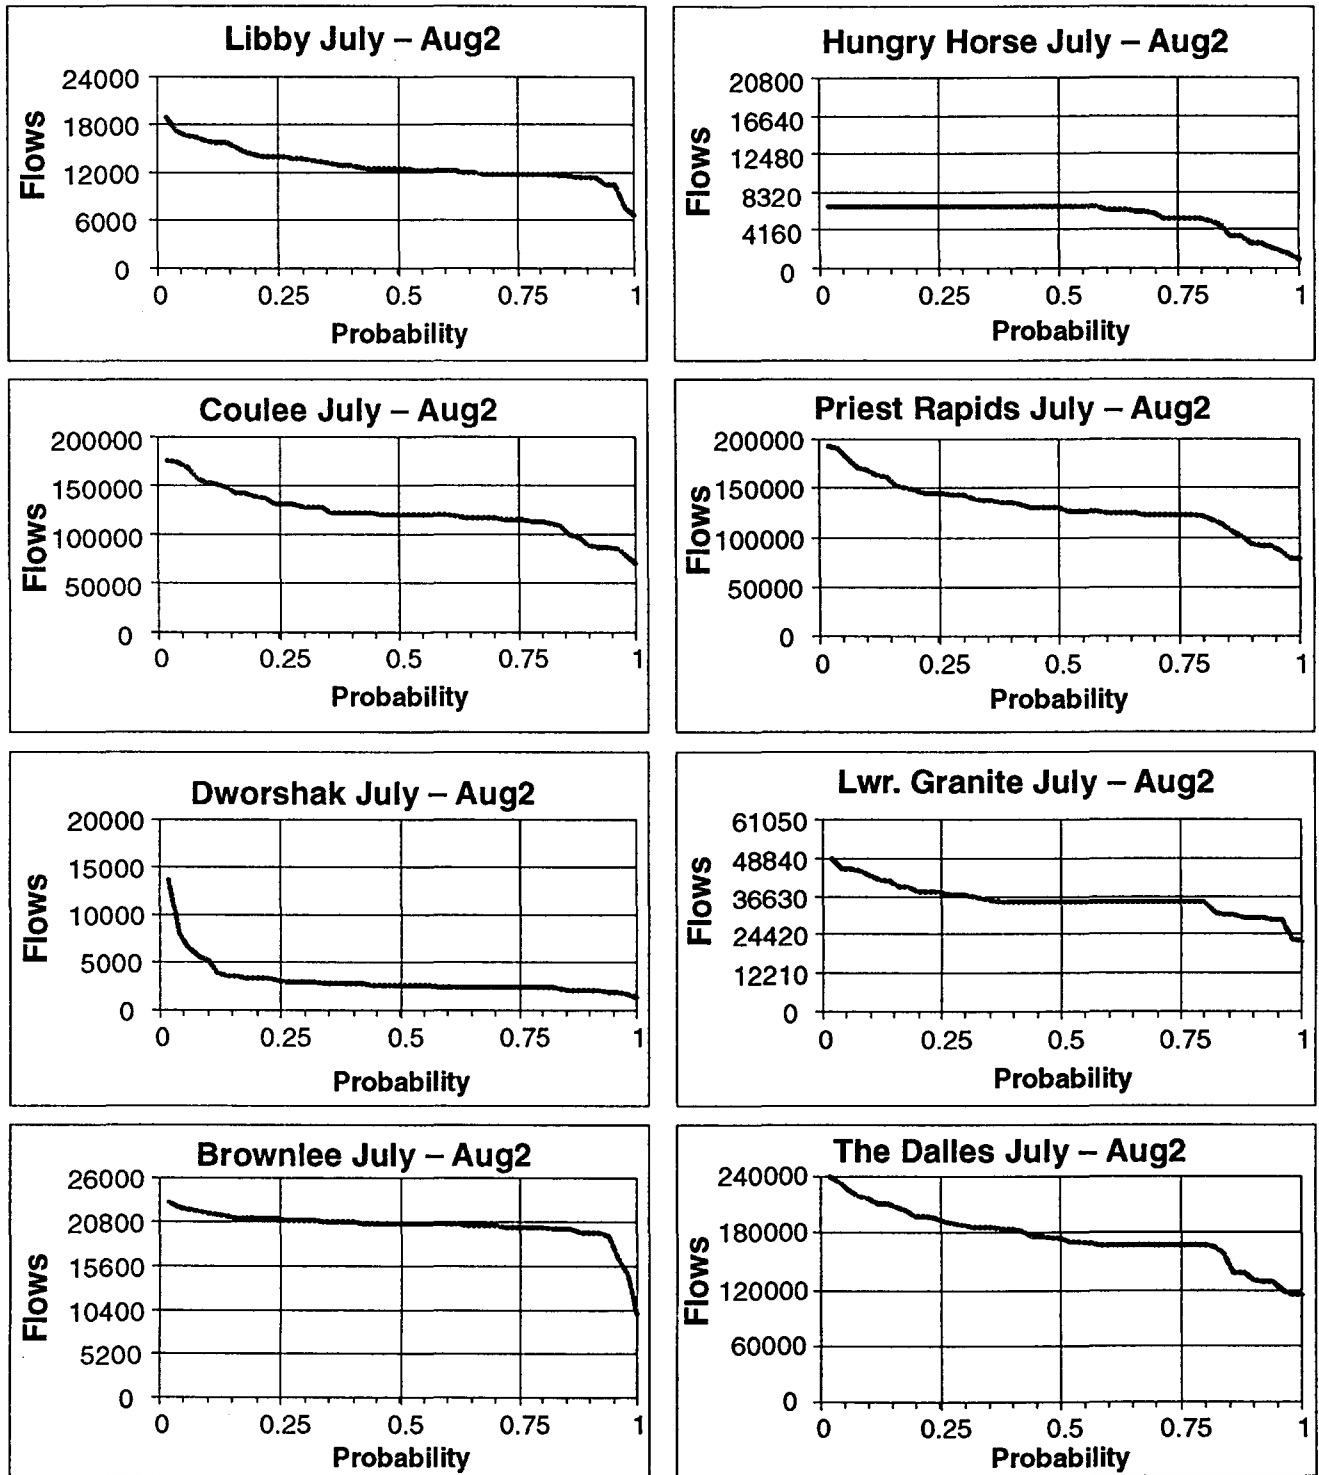 Libby July – Aug2
Flows
24000
18000
12000
6000
0
0 0.25 0.5 0.75 1
Probability
Hungry Horse July – Aug2
Flows
20800
16640
12480
8320
4160
0
0 0.25 0.5 0.75 1
Probability
Coulee July – Aug2
Flows
200000
150000
100000
50000
0
0 0.25 0.5 0.75 1
Probability
Priest Rapids July – Aug2
Flows
200000
150000
100000
50000
0
0 0.25 0.5 0.75 1
Probability
Dworshak July – Aug2
Flows
20000
15000
10000
5000
0
0 0.25 0.5 0.75 1
Probability
Lwr. Granite July – Aug2
Flows
61050
48840
36630
24420
12210
0
0 0.25 0.5 0.75 1
Probability
Brownlee July – Aug2
Flows
26000
20800
15600
10400
5200
0
0 0.25 0.5 0.75 1
Probability
The Dalles July – Aug2
Flows
240000
180000
120000
60000
0
0 0.25 0.5 0.75 1
Probability